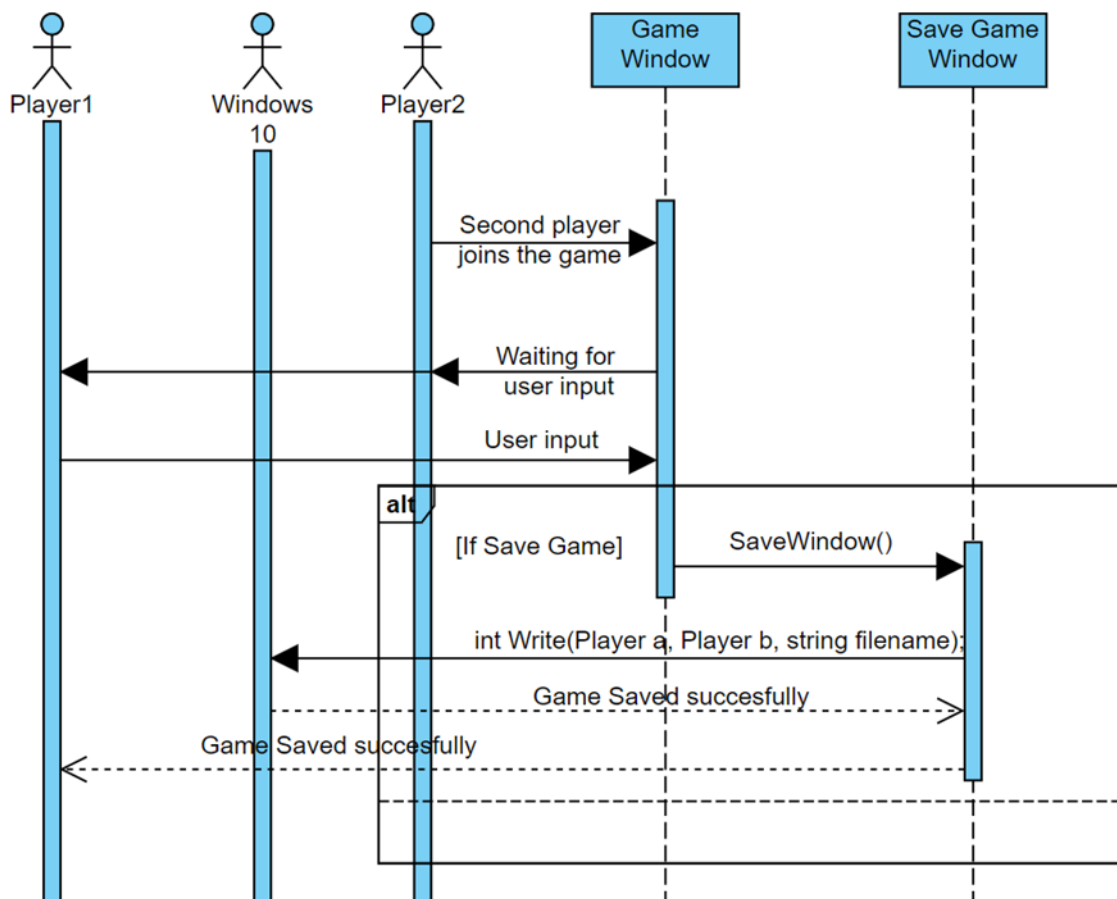 Player1
Windows
10
Player2
Game
Window
Save Game
Window
Second player
joins the game
Waiting for
user input
User input
alt
[If Save Game]
SaveWindow()
int Write(Player a, Player b, string filename);
Game Saved succesfully
Game Saved succesfully